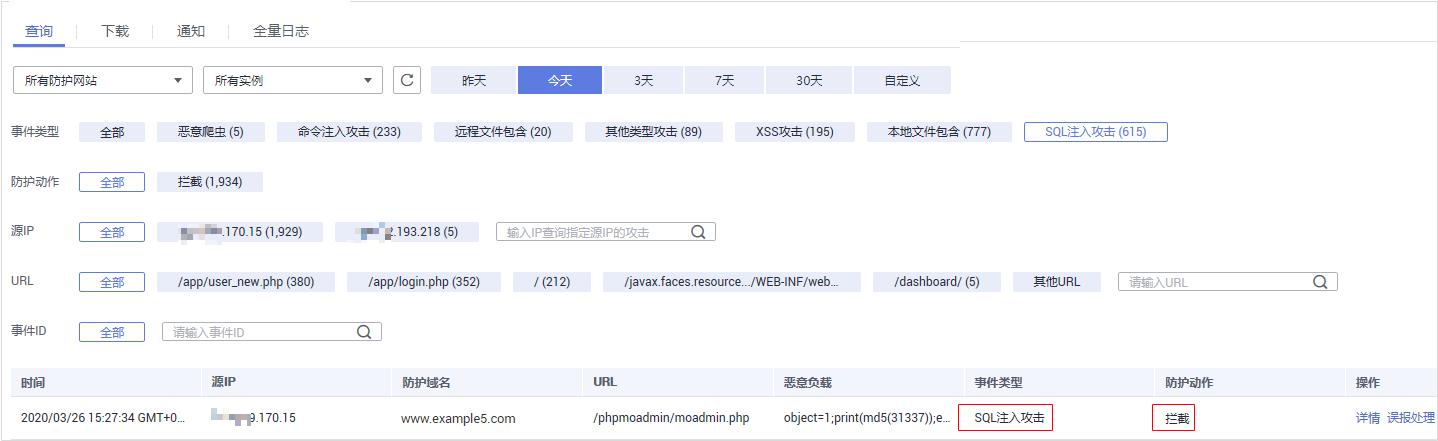 查询 下载 通知 全量日志
所有防护网站 所有实例 昨天 今天 3天 7天 30天 自定义
事件类型 全部 恶意爬虫 (5) 命令注入攻击 (233) 远程文件包含 (20) 其他类型攻击 (89) XSS攻击 (195) 本地文件包含 (777) SQL注入攻击 (615)
防护动作 全部 拦截 (1,934)
源IP 全部 .170.15 (1,929) .193.218 (5) 输入IP查询指定源IP的攻击
URL 全部 /app/user_new.php (380) /app/login.php (352) / (212) /javax.faces.resource.../WEB-INF/web... /dashboard/ (5) 其他URL 请输入URL
事件ID 全部 请输入事件ID
时间 源IP 防护域名 URL 恶意负载 事件类型 防护动作 操作
2020/03/26 15:27:34 GMT+0... .170.15 www.example5.com /phpmoadmin/moadmin.php object=1;print(md5(31337));e... SQL注入攻击 拦截 详情 误报处理